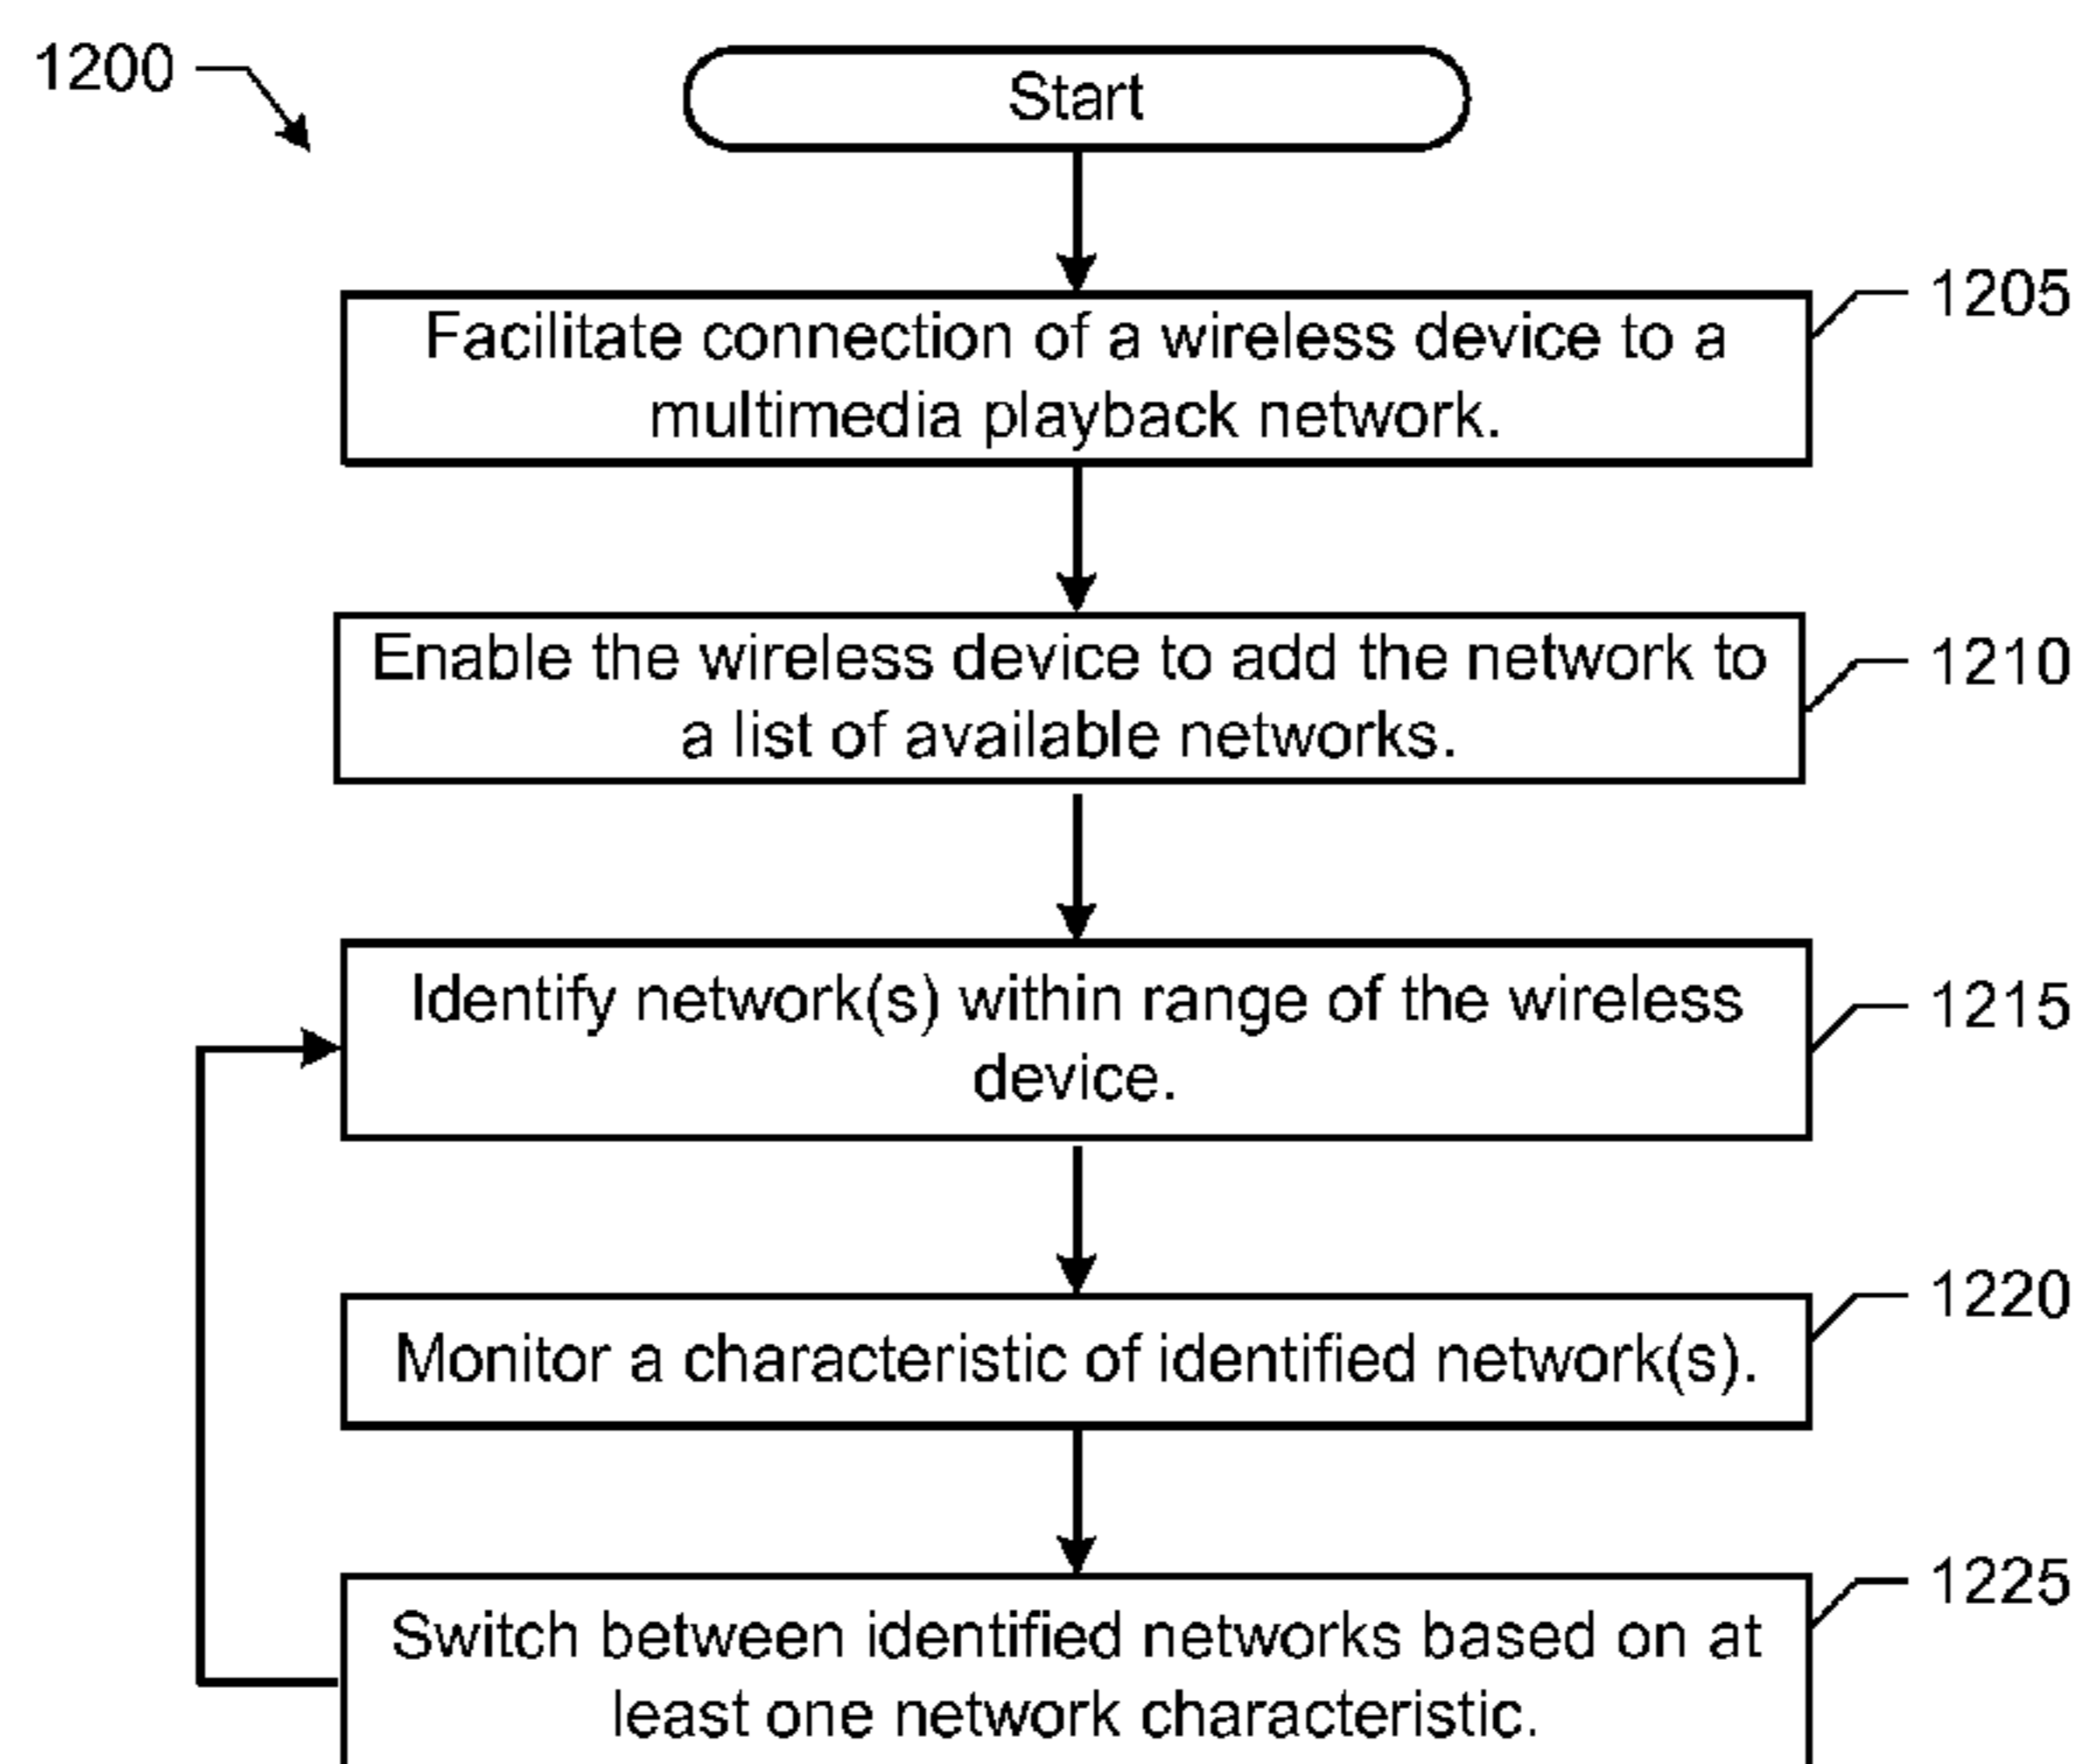 1200
Start
1205
Facilitate connection of a wireless device to a
multimedia playback network.
1210
Enable the wireless device to add the network to
a list of available networks.
1215
Identify network(s) within range of the wireless
device.
1220
Monitor a characteristic of identified network(s).
1225
Switch between identified networks based on at
least one network characteristic.